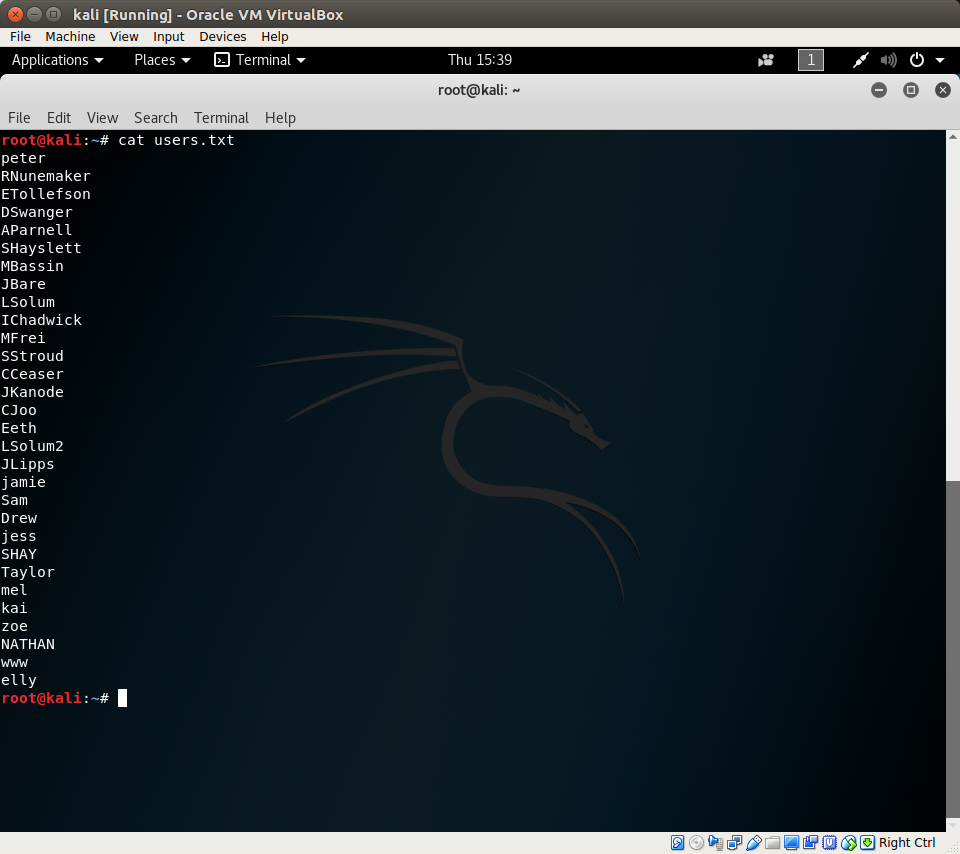 kali [Running] - Oracle VM VirtualBox
File Machine View Input Devices Help
Applications Places Terminal Thu 15:39 1
root@kali: ~
File Edit View Search Terminal Help
root@kali:~# cat users.txt
peter
RNunemaker
ETollefson
DSwanger
AParnell
SHayslett
MBassin
JBare
LSolum
IChadwick
MFrei
SStroud
CCeaser
JKanode
CJoo
Eeth
LSolum2
JLipps
jamie
Sam
Drew
jess
SHAY
Taylor
mel
kai
zoe
NATHAN
www
elly
root@kali:~#
Right Ctrl